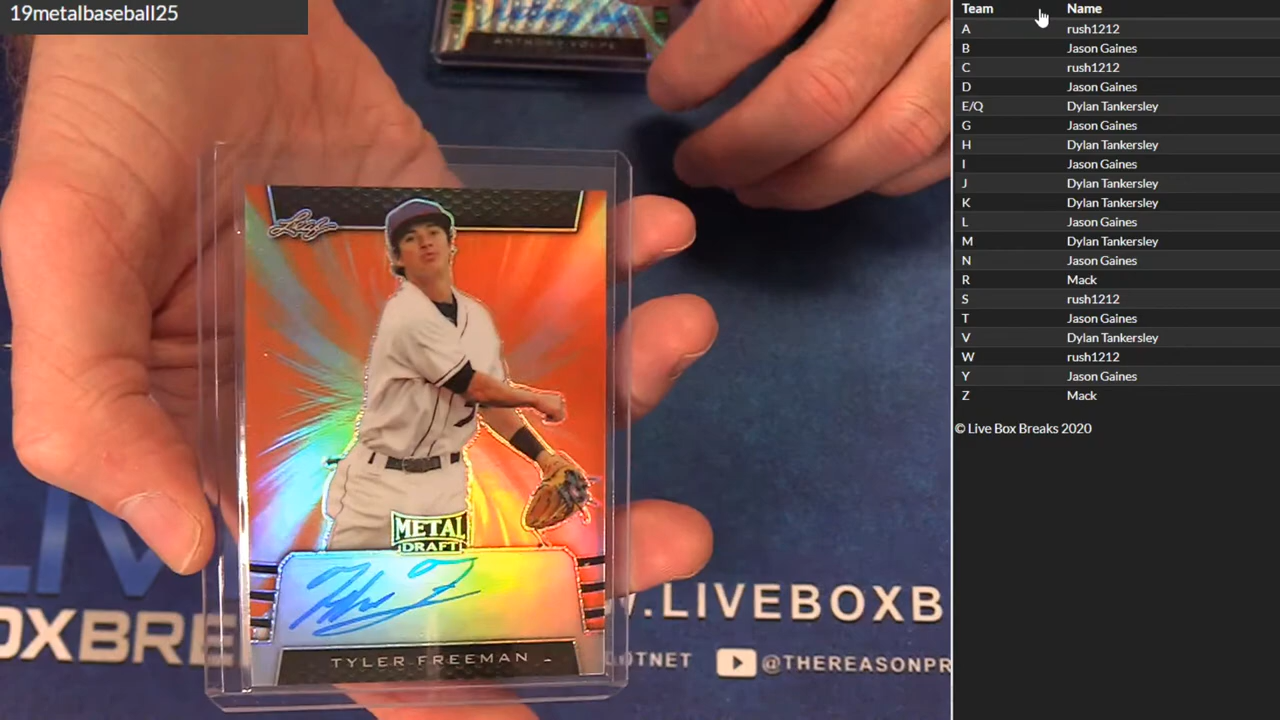 19metalbaseball25
ANTHONY VOLPE
Leaf
METAL
DRAFT
TYLER FREEMAN
OXBRE
W.LIVEBOXB
OTNET
@THEREASONPR
Team Name
A rush1212
B Jason Gaines
C rush1212
D Jason Gaines
E/Q Dylan Tankersley
G Jason Gaines
H Dylan Tankersley
I Jason Gaines
J Dylan Tankersley
K Dylan Tankersley
L Jason Gaines
M Dylan Tankersley
N Jason Gaines
R Mack
S rush1212
T Jason Gaines
V Dylan Tankersley
W rush1212
Y Jason Gaines
Z Mack
© Live Box Breaks 2020